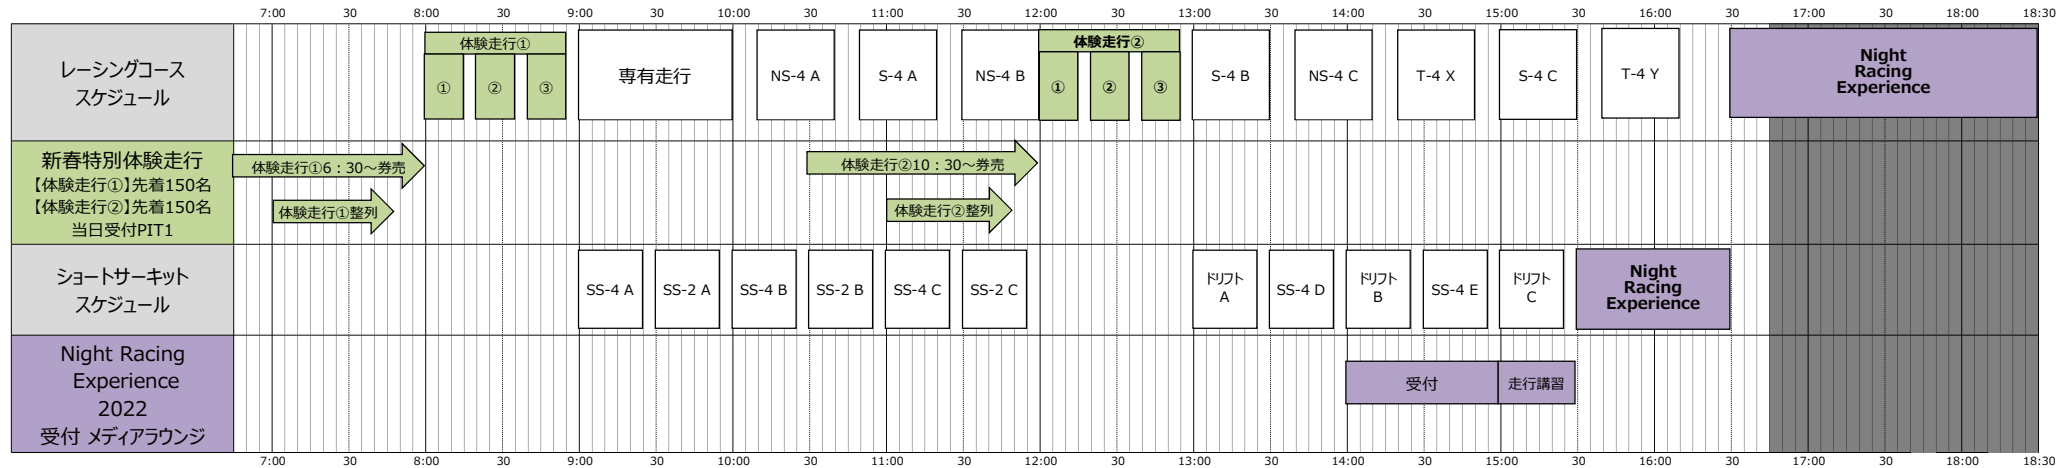 7:00 30 8:00 30 9:00 30 10:00 30 11:00 30 12:00 30 13:00 30 14:00 30 15:00 30 16:00 30 17:00 30 18:00 18:30
レーシングコース
スケジュール
体験走行①
①
②
③
専有走行
NS-4 A
S-4 A
NS-4 B
体験走行②
①
②
③
S-4 B
NS-4 C
T-4 X
S-4 C
T-4 Y
Night
Racing
Experience
新春特別体験走行
【体験走行①】先着150名
【体験走行②】先着150名
当日受付PIT1
体験走行①6：30～券売
体験走行①整列
体験走行②10：30～券売
体験走行②整列
ショートサーキット
スケジュール
SS-4 A
SS-2 A
SS-4 B
SS-2 B
SS-4 C
SS-2 C
ドリフト
A
SS-4 D
ドリフト
B
SS-4 E
ドリフト
C
Night
Racing
Experience
Night Racing
Experience
2022
受付 メディアラウンジ
受付
走行講習
7:00 30 8:00 30 9:00 30 10:00 30 11:00 30 12:00 30 13:00 30 14:00 30 15:00 30 16:00 30 17:00 30 18:00 18:30